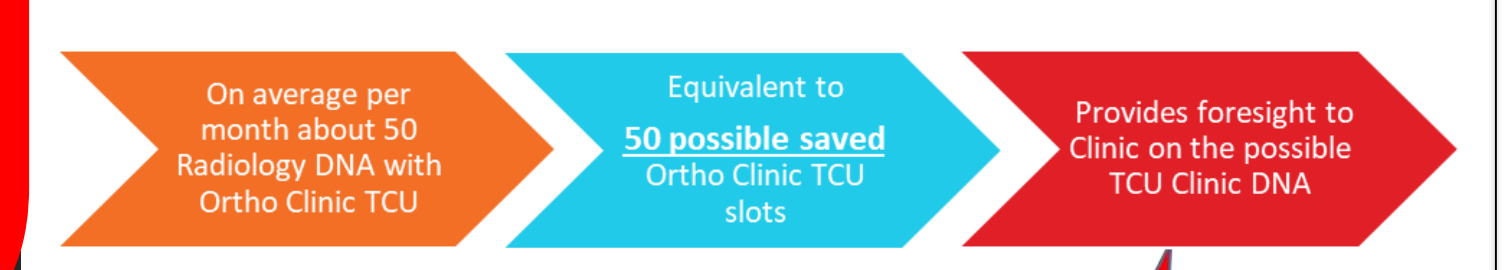 On average per
month about 50
Radiology DNA with
Ortho Clinic TCU
Equivalent to
50 possible saved
Ortho Clinic TCU
slots
Provides foresight to
Clinic on the possible
TCU Clinic DNA